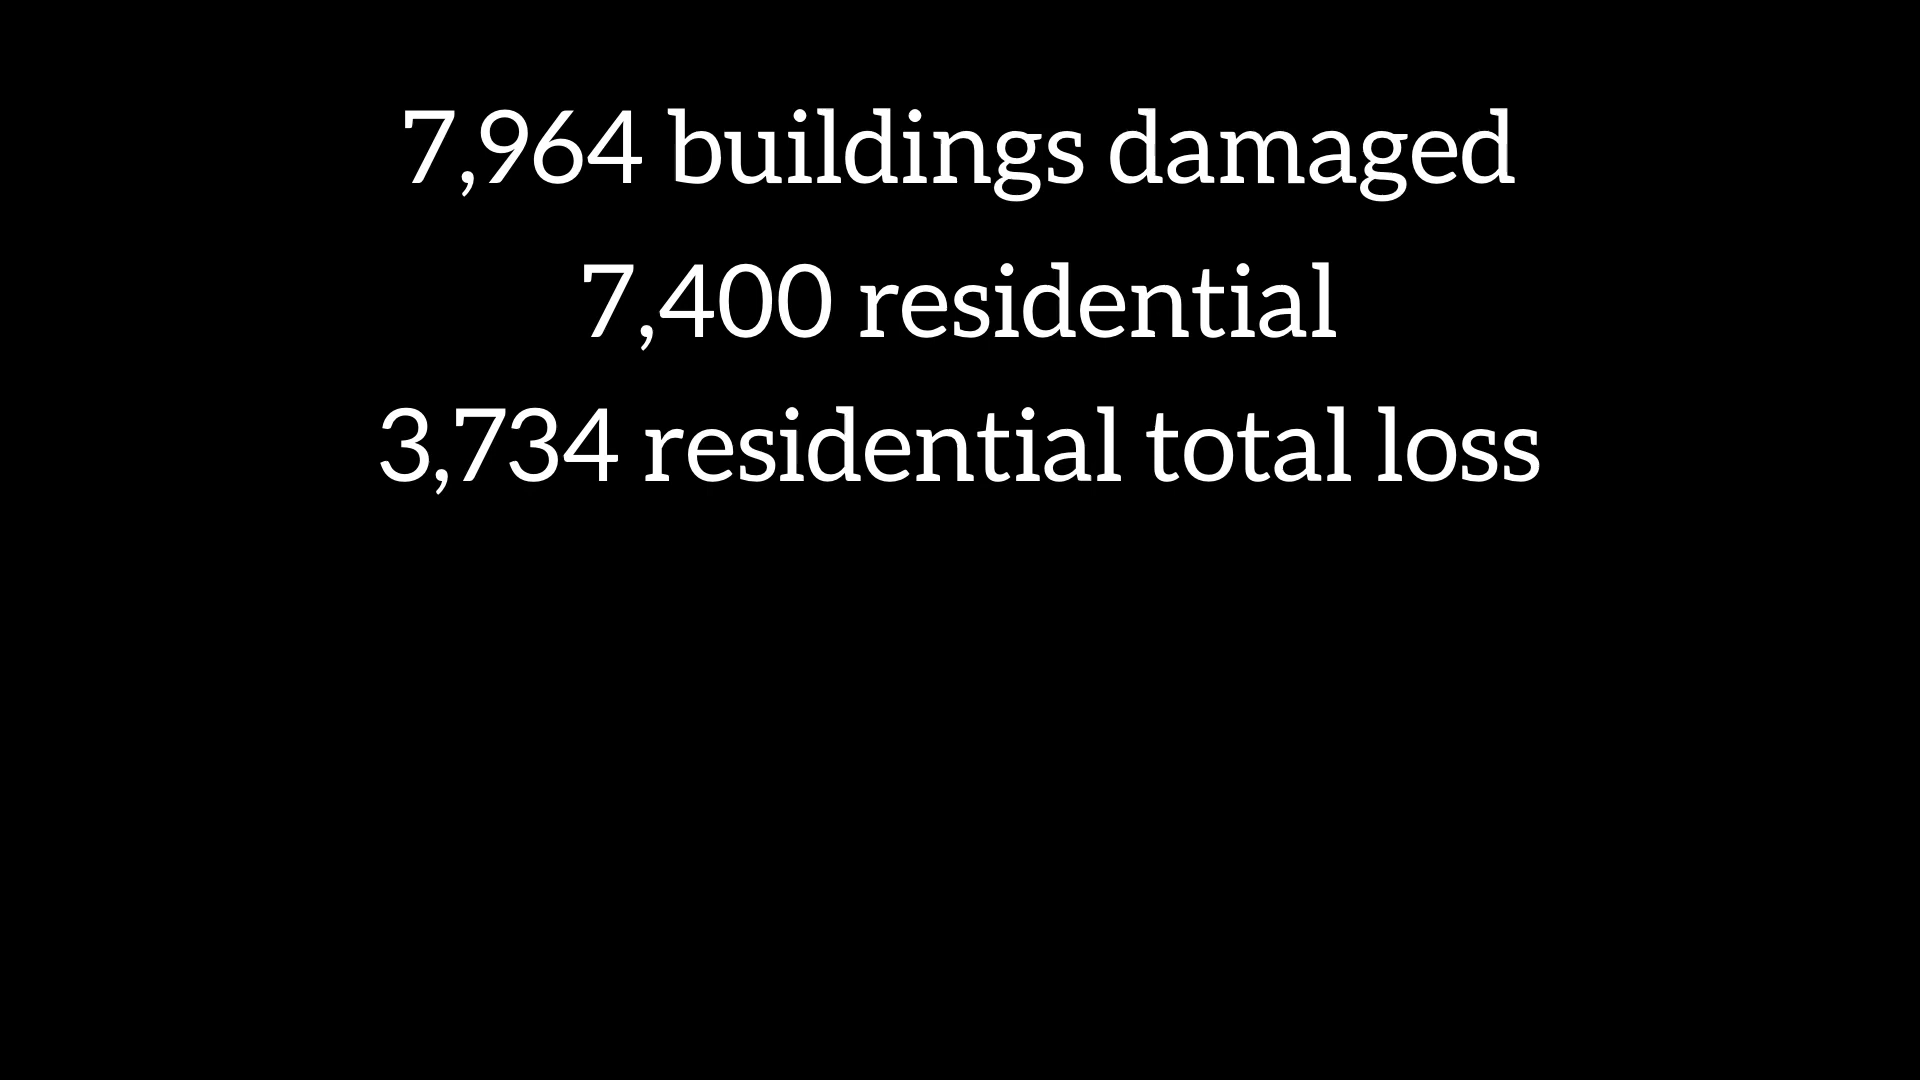 7,964 buildings damaged
7,400 residential
3,734 residential total loss